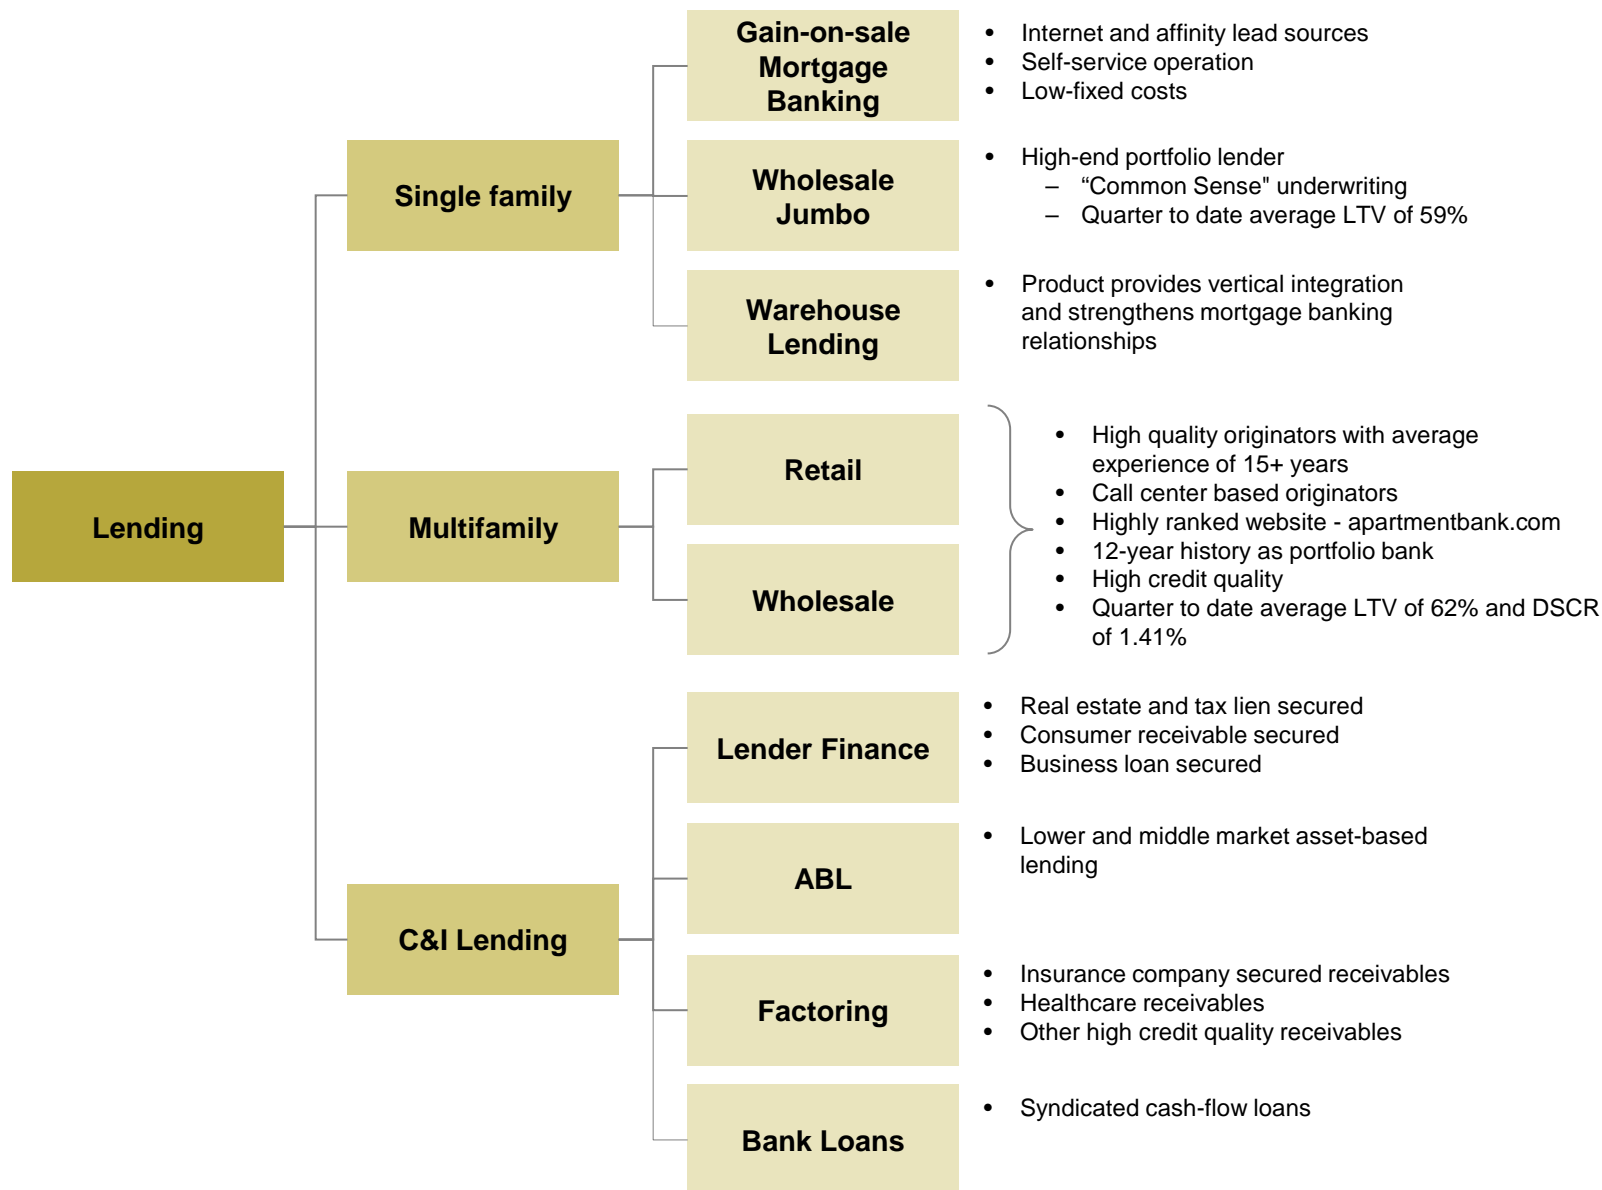 Gain-on-sale
Mortgage
Banking
• Internet and affinity lead sources
• Self-service operation
• Low-fixed costs
Single family
Wholesale
Jumbo
• High-end portfolio lender
– “Common Sense" underwriting
– Quarter to date average LTV of 59%
Warehouse
Lending
• Product provides vertical integration
and strengthens mortgage banking
relationships
Lending
Multifamily
Retail
Wholesale
• High quality originators with average
experience of 15+ years
• Call center based originators
• Highly ranked website - apartmentbank.com
• 12-year history as portfolio bank
• High credit quality
• Quarter to date average LTV of 62% and DSCR
of 1.41%
C&I Lending
Lender Finance
• Real estate and tax lien secured
• Consumer receivable secured
• Business loan secured
ABL
• Lower and middle market asset-based
lending
Factoring
• Insurance company secured receivables
• Healthcare receivables
• Other high credit quality receivables
Bank Loans
• Syndicated cash-flow loans